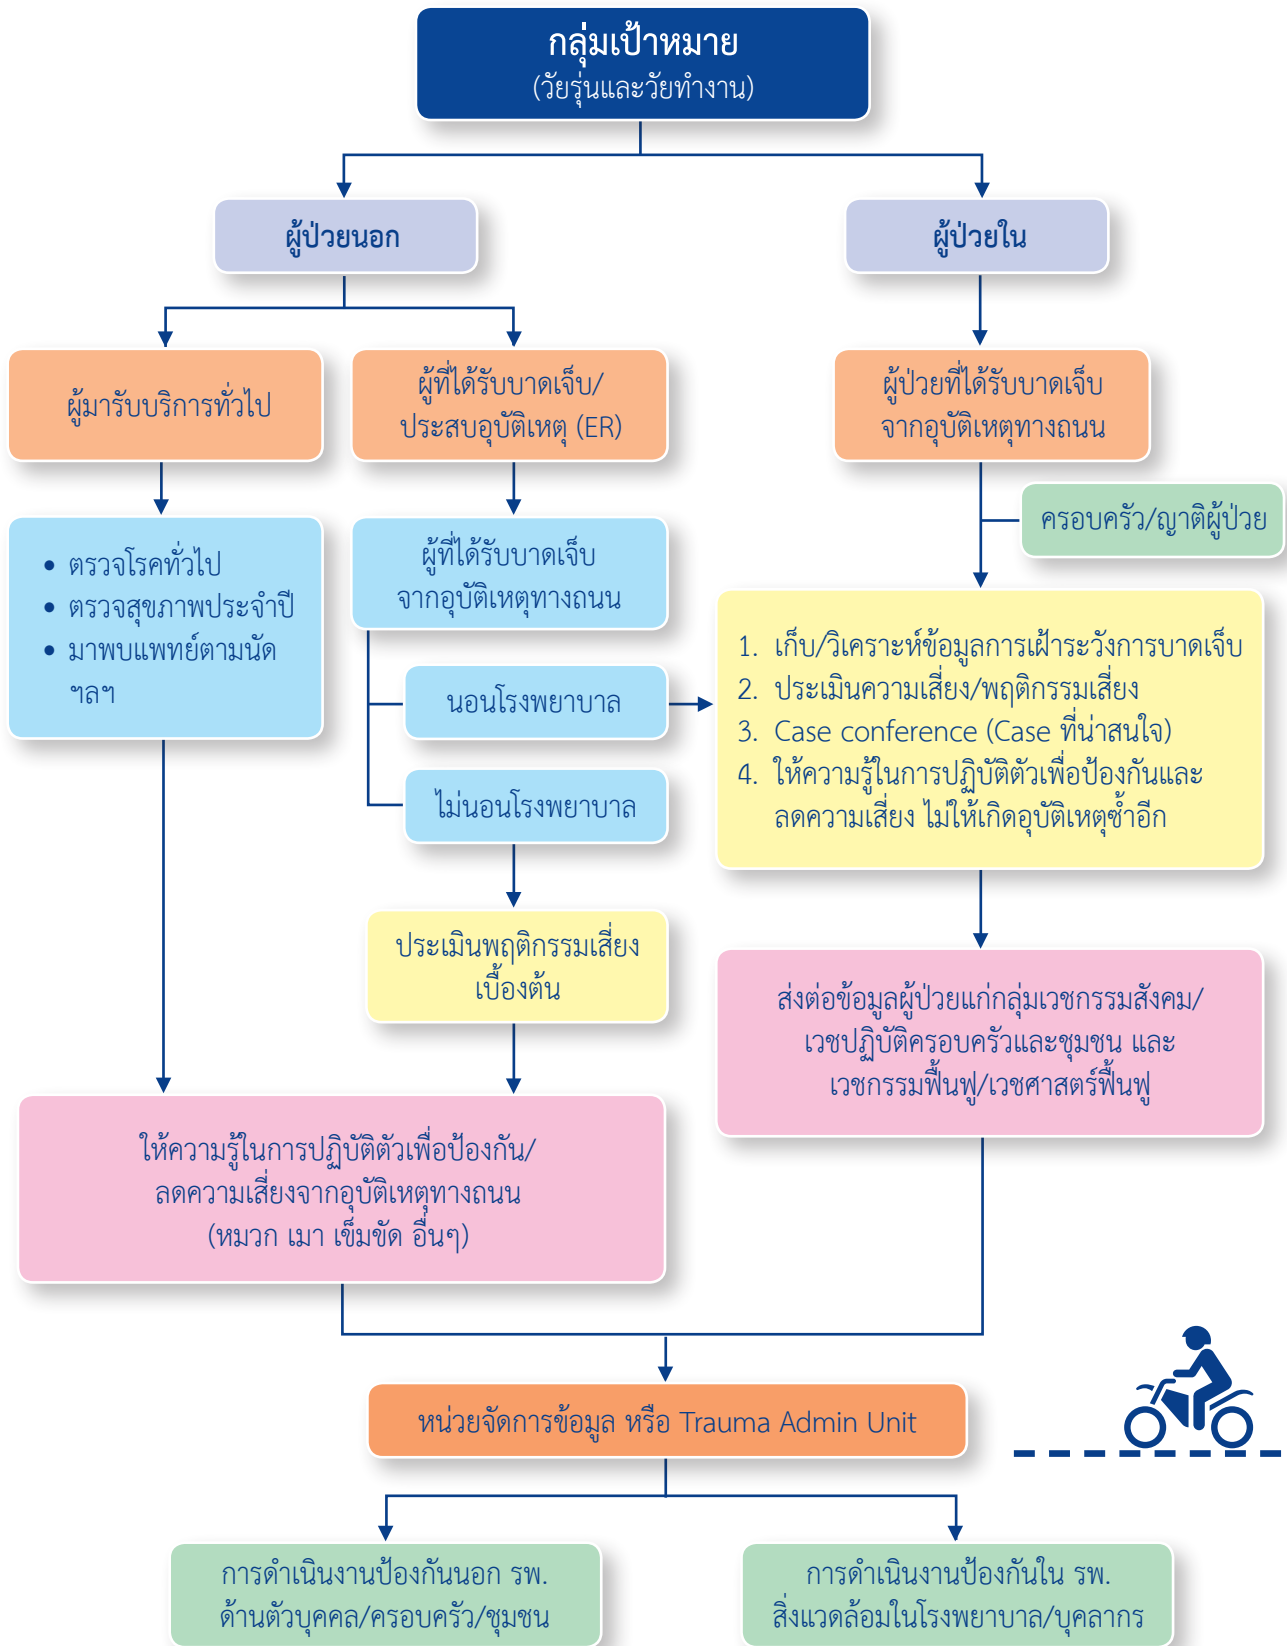 กลุ่มเป้าหมาย
(วัยรุ่นและวัยทำงาน)
ผู้ป่วยนอก
ผู้ป่วยใน
ผู้มารับบริการทั่วไป
ผู้ที่ได้รับบาดเจ็บ/
ประสบอุบัติเหตุ (ER)
ผู้ป่วยที่ได้รับบาดเจ็บ
จากอุบัติเหตุทางถนน
ครอบครัว/ญาติผู้ป่วย
• ตรวจโรคทั่วไป
• ตรวจสุขภาพประจำปี
• มาพบแพทย์ตามนัด
ฯลฯ
ผู้ที่ได้รับบาดเจ็บ
จากอุบัติเหตุทางถนน
นอนโรงพยาบาล
ไม่นอนโรงพยาบาล
1. เก็บ/วิเคราะห์ข้อมูลการเฝ้าระวังการบาดเจ็บ
2. ประเมินความเสี่ยง/พฤติกรรมเสี่ยง
3. Case conference (Case ที่น่าสนใจ)
4. ให้ความรู้ในการปฏิบัติตัวเพื่อป้องกันและ
ลดความเสี่ยง ไม่ให้เกิดอุบัติเหตุซ้ำอีก
ประเมินพฤติกรรมเสี่ยง
เบื้องต้น
ส่งต่อข้อมูลผู้ป่วยแก่กลุ่มเวชกรรมสังคม/
เวชปฏิบัติครอบครัวและชุมชน และ
เวชกรรมฟื้นฟู/เวชศาสตร์ฟื้นฟู
ให้ความรู้ในการปฏิบัติตัวเพื่อป้องกัน/
ลดความเสี่ยงจากอุบัติเหตุทางถนน
(หมวก เมา เข็มขัด อื่นๆ)
หน่วยจัดการข้อมูล หรือ Trauma Admin Unit
การดำเนินงานป้องกันนอก รพ.
ด้านตัวบุคคล/ครอบครัว/ชุมชน
การดำเนินงานป้องกันใน รพ.
สิ่งแวดล้อมในโรงพยาบาล/บุคลากร